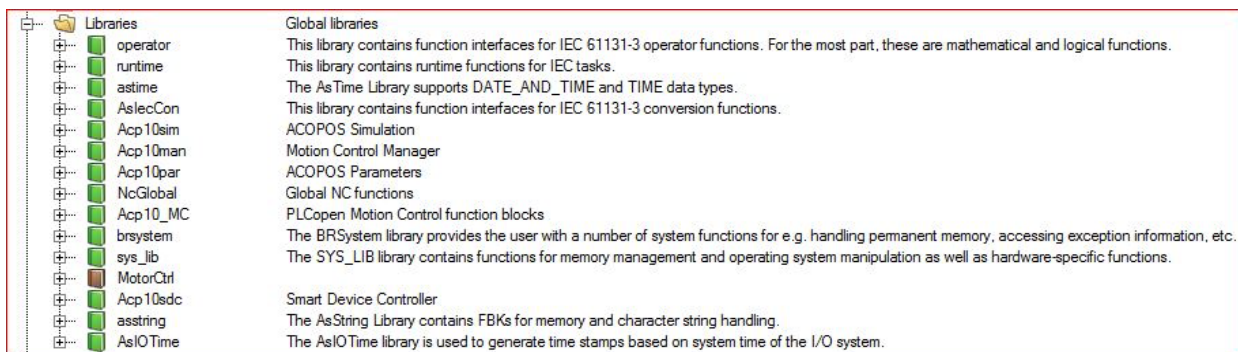 Libraries Global libraries
operator This library contains function interfaces for IEC 61131-3 operator functions. For the most part, these are mathematical and logical functions.
runtime This library contains runtime functions for IEC tasks.
astime The AsTime Library supports DATE_AND_TIME and TIME data types.
AsIecCon This library contains function interfaces for IEC 61131-3 conversion functions.
Acp10sim ACOPOS Simulation
Acp10man Motion Control Manager
Acp10par ACOPOS Parameters
NcGlobal Global NC functions
Acp10_MC PLCopen Motion Control function blocks
brsystem The BRSystem library provides the user with a number of system functions for e.g. handling permanent memory, accessing exception information, etc.
sys_lib The SYS_LIB library contains functions for memory management and operating system manipulation as well as hardware-specific functions.
MotorCtrl
Acp10sdc Smart Device Controller
asstring The AsString Library contains FBKs for memory and character string handling.
AsIOTime The AsIOTime library is used to generate time stamps based on system time of the I/O system.